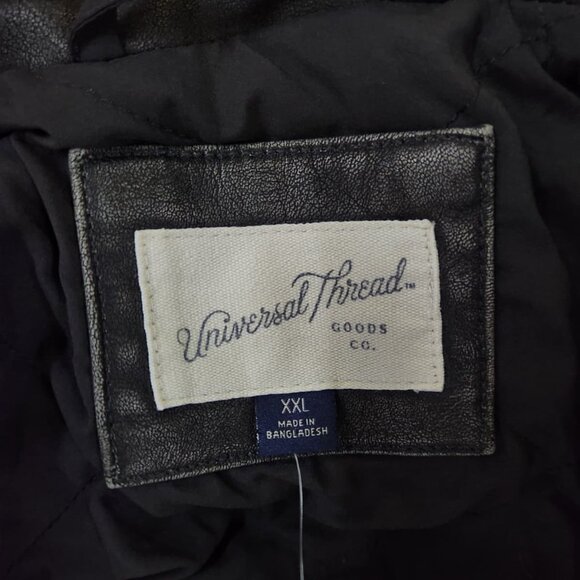 Universal Thread™
GOODS
CO.
XXL
MADE IN
BANGLADESH